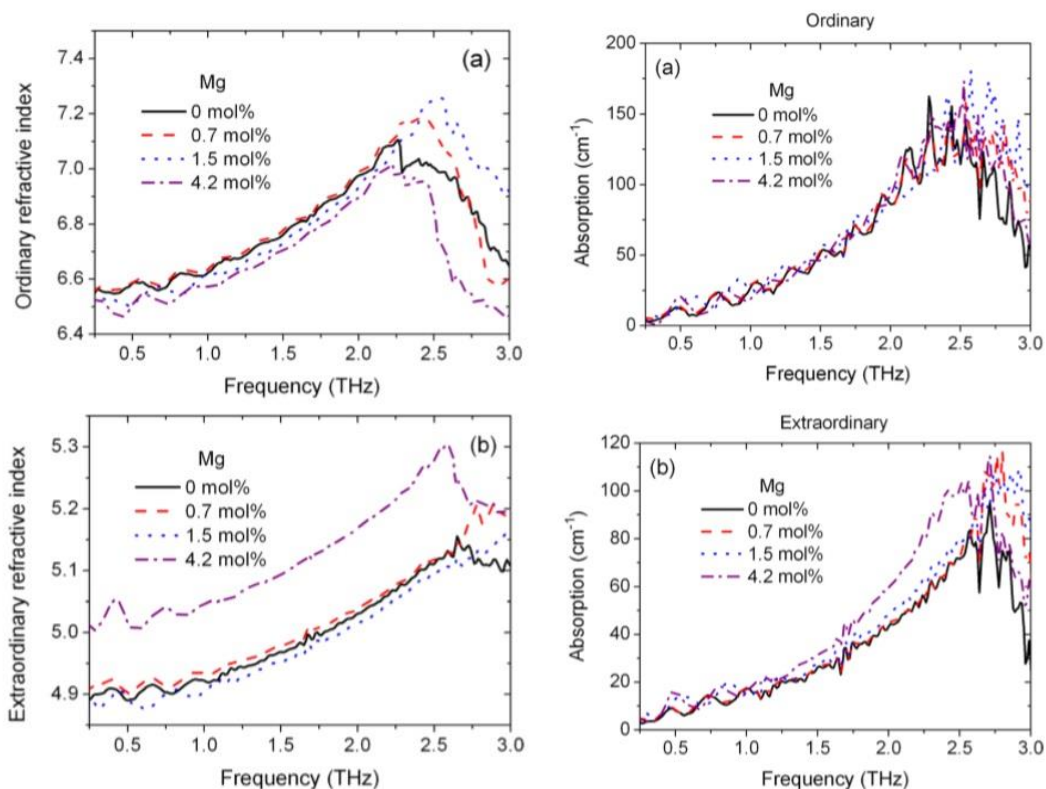 (a)
Mg
0 mol%
0.7 mol%
1.5 mol%
4.2 mol%
Ordinary refractive index
7.4
7.2
7.0
6.8
6.6
6.4
0.5 1.0 1.5 2.0 2.5 3.0
Frequency (THz)
Ordinary
(a)
Mg
0 mol%
0.7 mol%
1.5 mol%
4.2 mol%
Absorption (cm⁻¹)
200
150
100
50
0
0.5 1.0 1.5 2.0 2.5 3.0
Frequency (THz)
(b)
Mg
0 mol%
0.7 mol%
1.5 mol%
4.2 mol%
Extraordinary refractive index
5.3
5.2
5.1
5.0
4.9
0.5 1.0 1.5 2.0 2.5 3.0
Frequency (THz)
Extraordinary
(b)
Mg
0 mol%
0.7 mol%
1.5 mol%
4.2 mol%
Absorption (cm⁻¹)
120
100
80
60
40
20
0
0.5 1.0 1.5 2.0 2.5 3.0
Frequency (THz)